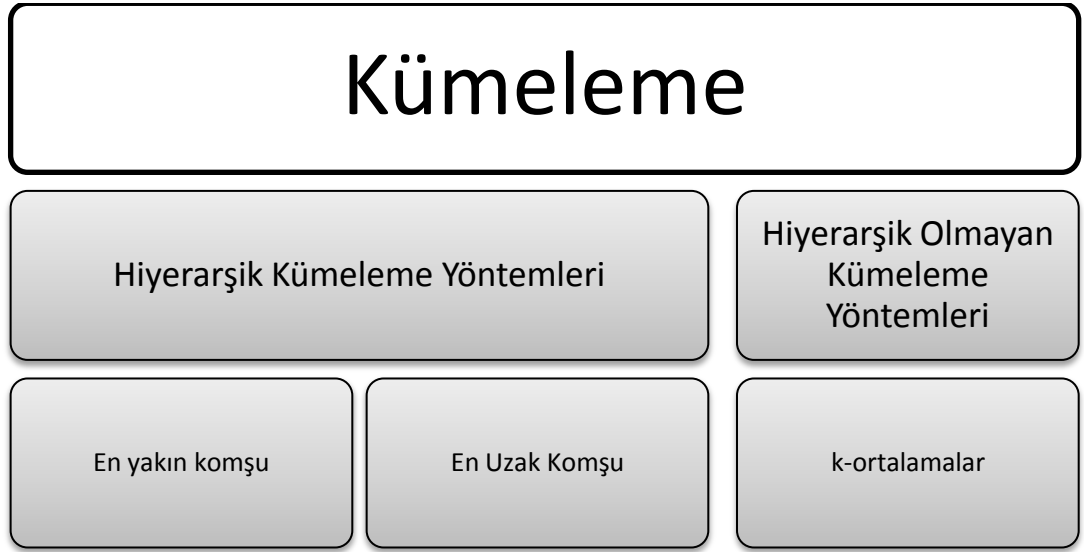 Kümeleme
Hiyerarşik Kümeleme Yöntemleri
Hiyerarşik Olmayan
Kümeleme
Yöntemleri
En yakın komşu
En Uzak Komşu
k-ortalamalar